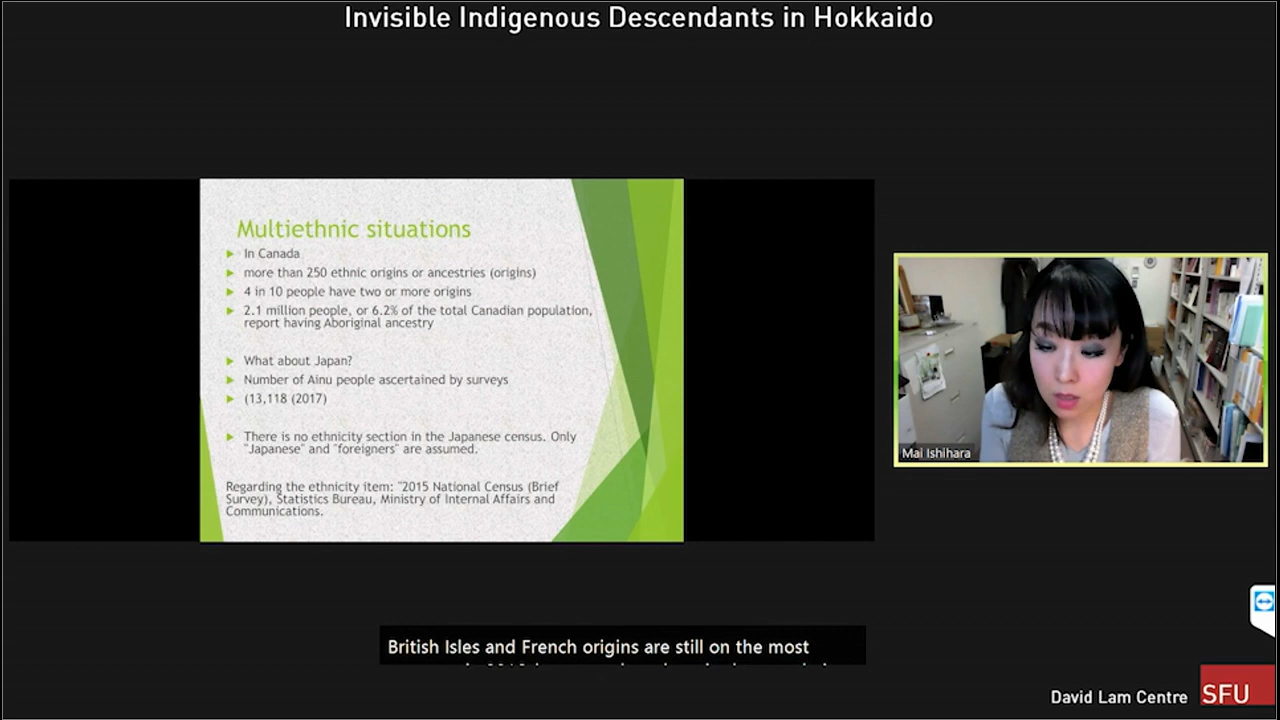 Invisible Indigenous Descendants in Hokkaido
Multiethnic situations
In Canada
more than 250 ethnic origins or ancestries (origins)
4 in 10 people have two or more origins
2.1 million people, or 6.2% of the total Canadian population,
report having Aboriginal ancestry
What about Japan?
Number of Ainu people ascertained by surveys
(13,118 (2017)
There is no ethnicity section in the Japanese census. Only
"Japanese" and "foreigners" are assumed.
Regarding the ethnicity item: "2015 National Census (Brief
Survey), Statistics Bureau, Ministry of Internal Affairs and
Communications.
Mai Ishihara
British Isles and French origins are still on the most
David Lam Centre
SFU